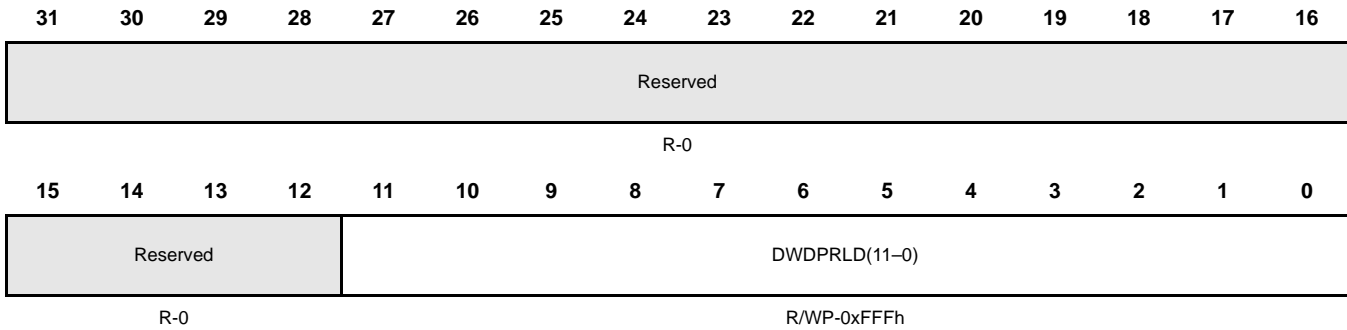 31 30 29 28 27 26 25 24 23 22 21 20 19 18 17 16
Reserved
R-0
15 14 13 12 11 10 9 8 7 6 5 4 3 2 1 0
Reserved DWDPRLD(11–0)
R-0 R/WP-0xFFFh